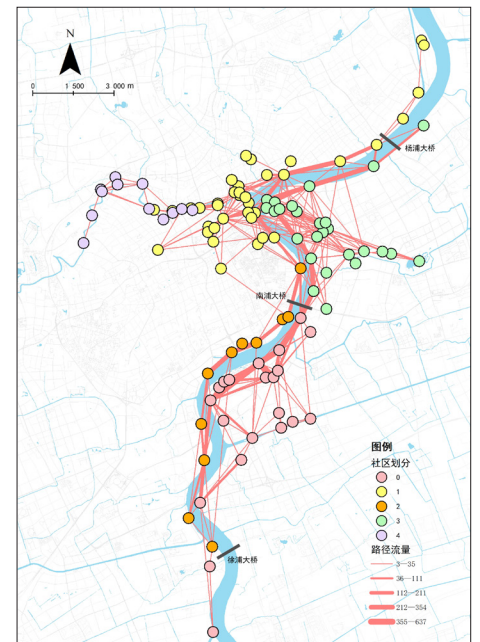 N
0 1 500 3 000 m
杨浦大桥
南浦大桥
徐浦大桥
图例
社区划分
0
1
2
3
4
路径流量
3—35
36—111
112—211
212—354
355—637